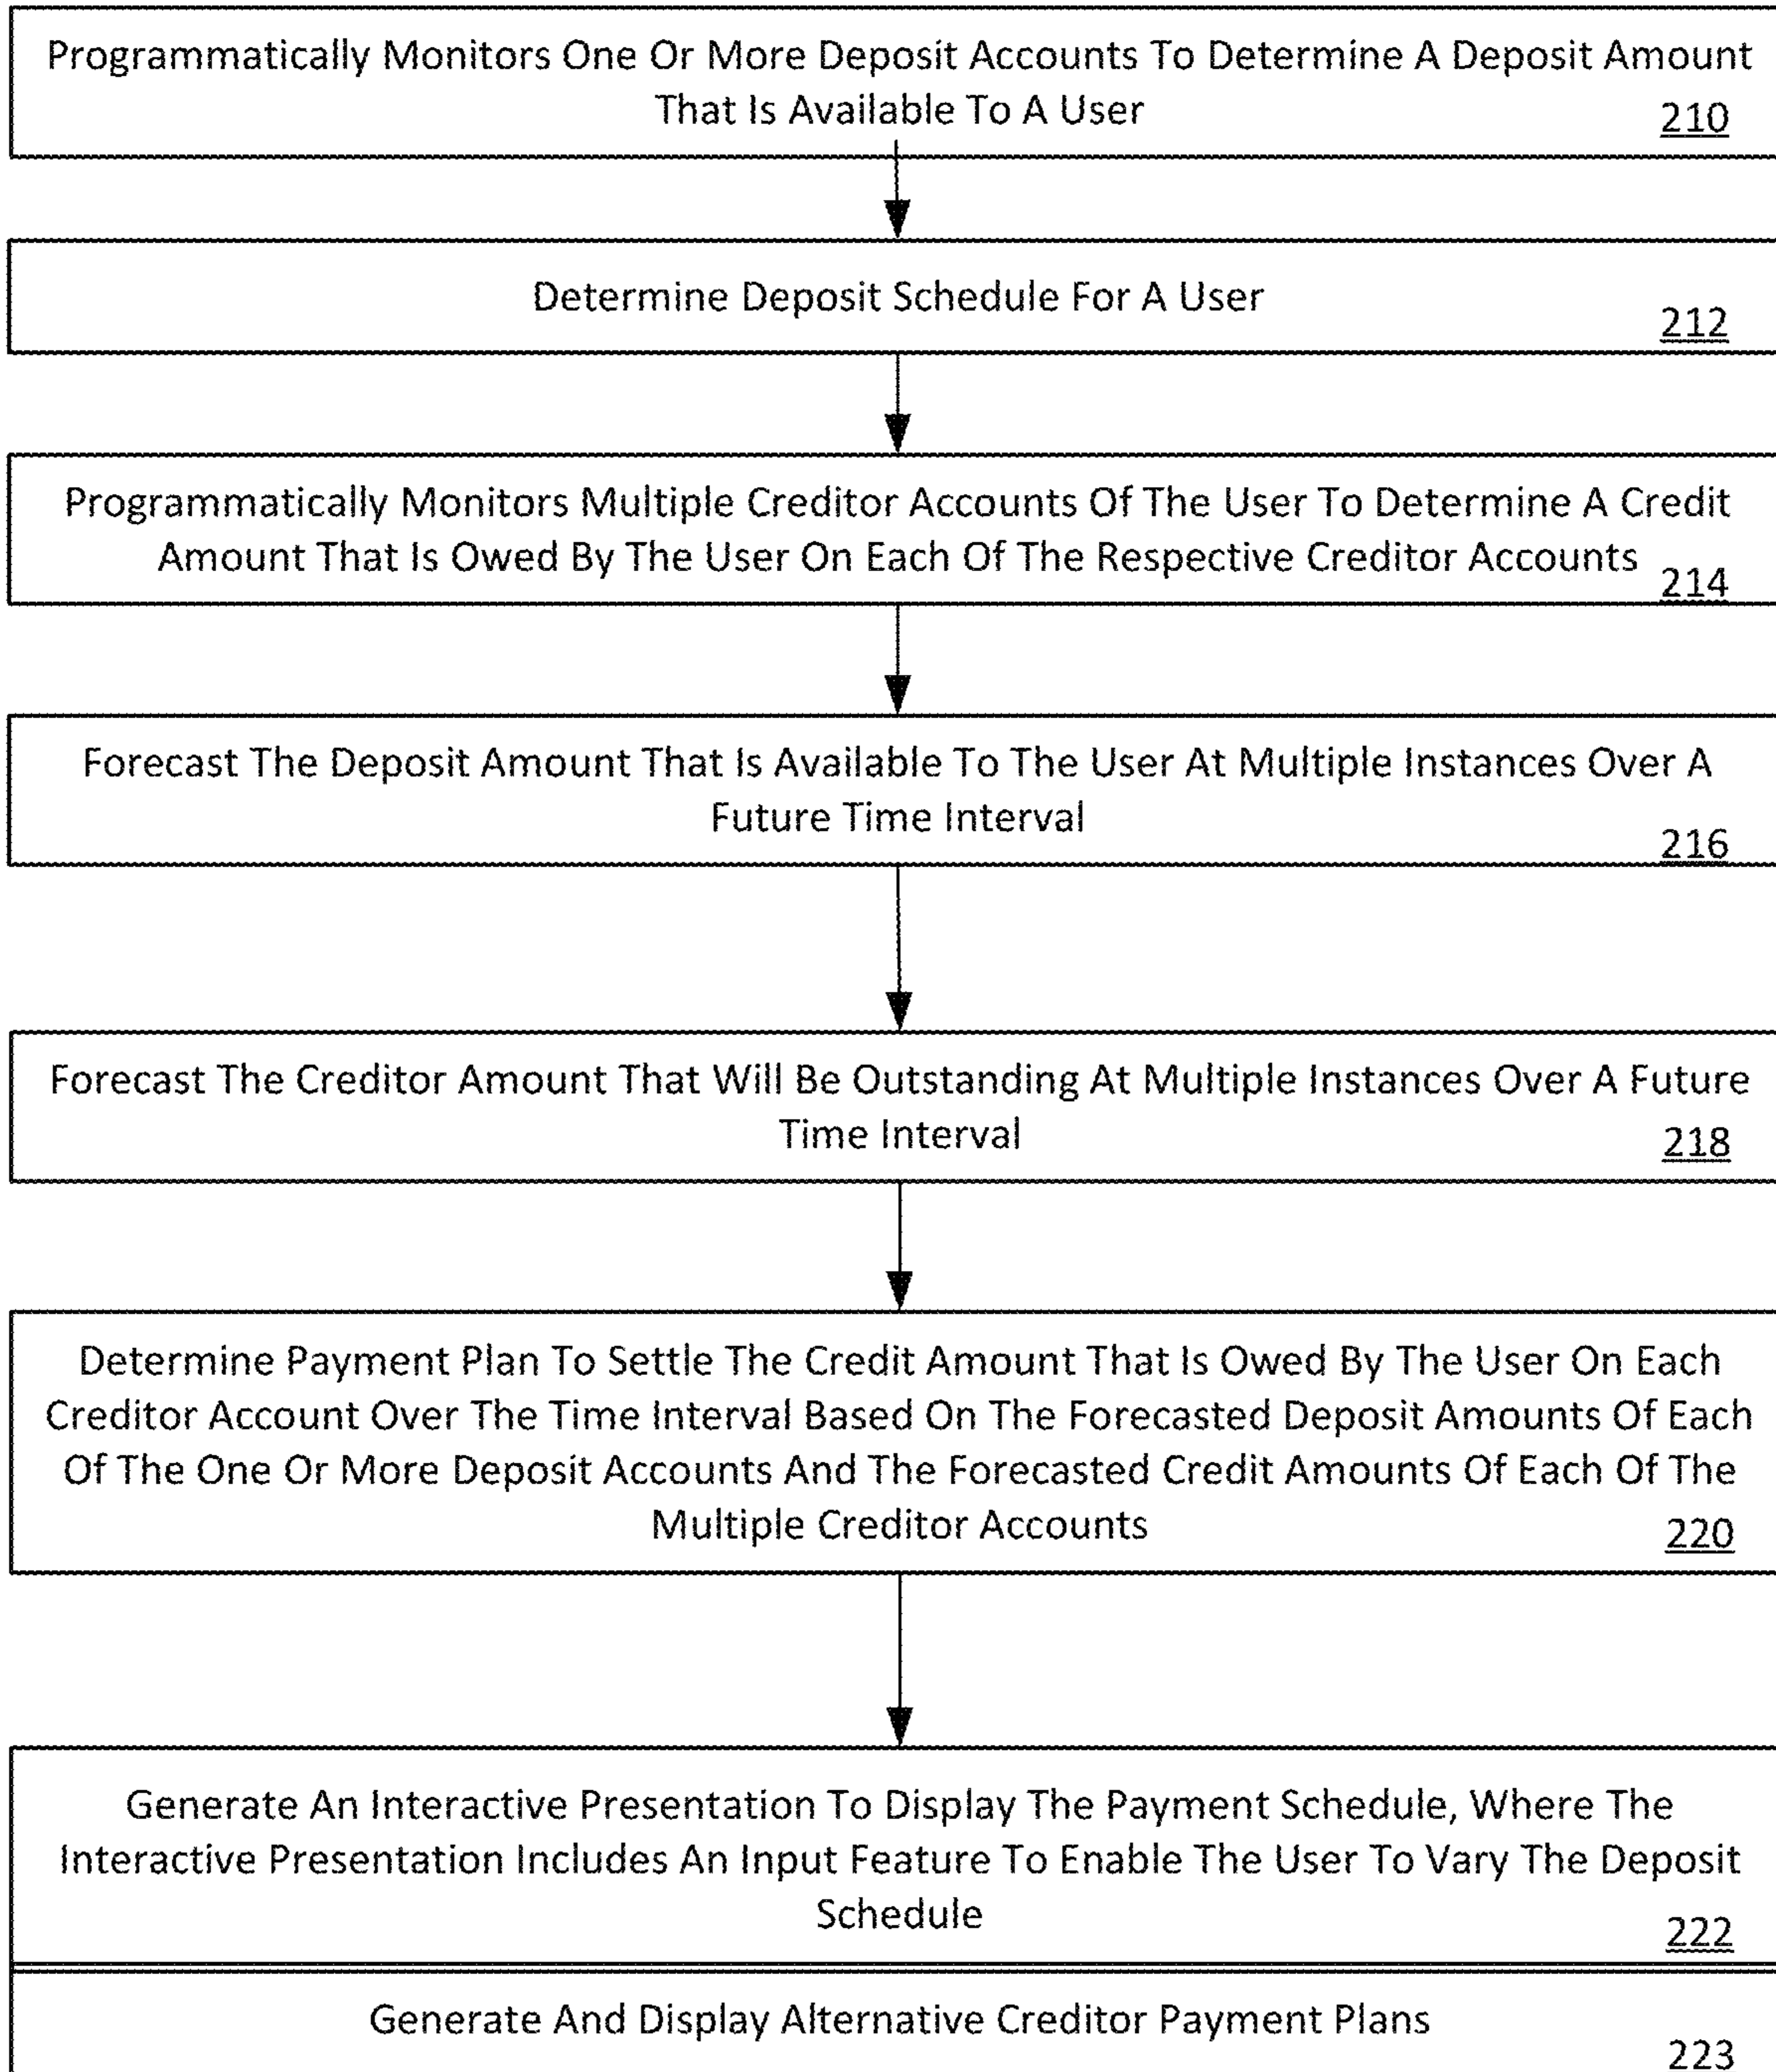 Programmatically Monitors One Or More Deposit Accounts To Determine A Deposit Amount
That Is Available To A User
210
Determine Deposit Schedule For A User
212
Programmatically Monitors Multiple Creditor Accounts Of The User To Determine A Credit
Amount That Is Owed By The User On Each Of The Respective Creditor Accounts
214
Forecast The Deposit Amount That Is Available To The User At Multiple Instances Over A
Future Time Interval
216
Forecast The Creditor Amount That Will Be Outstanding At Multiple Instances Over A Future
Time Interval
218
Determine Payment Plan To Settle The Credit Amount That Is Owed By The User On Each
Creditor Account Over The Time Interval Based On The Forecasted Deposit Amounts Of Each
Of The One Or More Deposit Accounts And The Forecasted Credit Amounts Of Each Of The
Multiple Creditor Accounts
220
Generate An Interactive Presentation To Display The Payment Schedule, Where The
Interactive Presentation Includes An Input Feature To Enable The User To Vary The Deposit
Schedule
222
Generate And Display Alternative Creditor Payment Plans
223